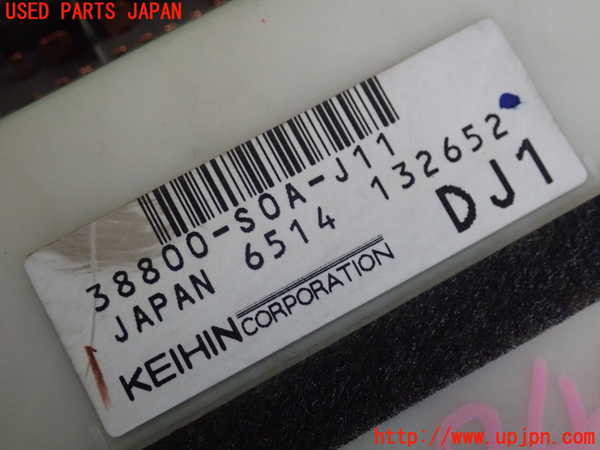 USED PARTS JAPAN
38800-S0A-J11
JAPAN 6514 132652
KEIHIN CORPORATION
DJ1
http://www.upjpn.com/